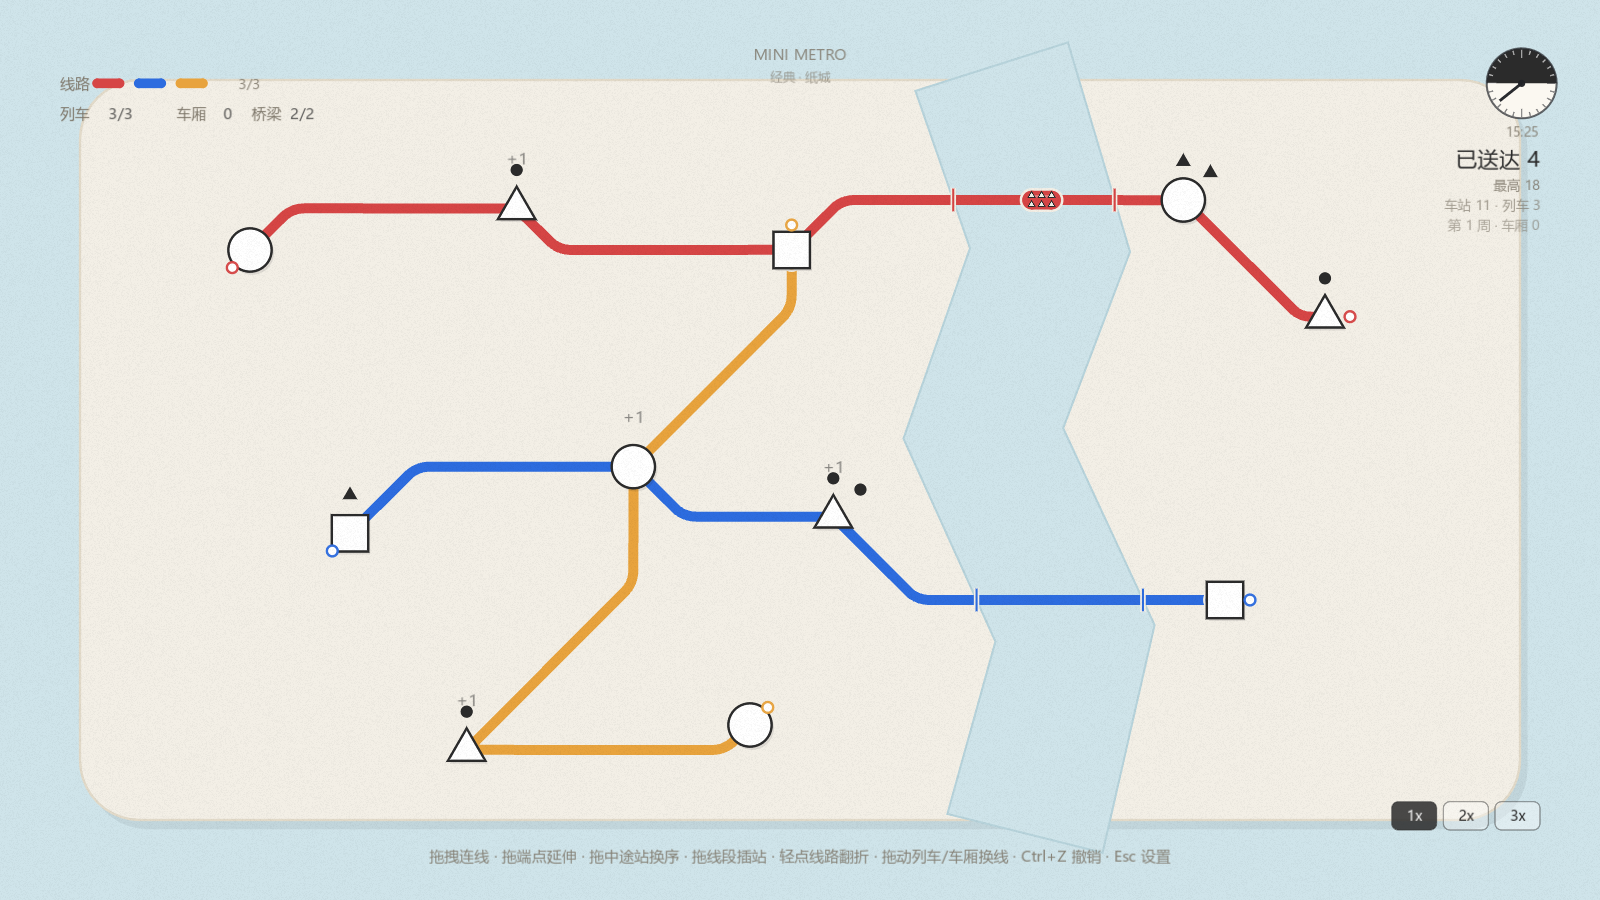 MINI METRO
经典 · 纸城
线路 3/3
列车 3/3 车厢 0 桥梁 2/2
15:25
已送达 4
最高 18
车站 11 · 列车 3
第 1 周 · 车厢 0
+1
+1
+1
+1
1x 2x 3x
拖拽连线 · 拖端点延伸 · 拖中途站换序 · 拖线段插站 · 轻点线路翻折 · 拖动列车/车厢换线 · Ctrl+Z 撤销 · Esc 设置